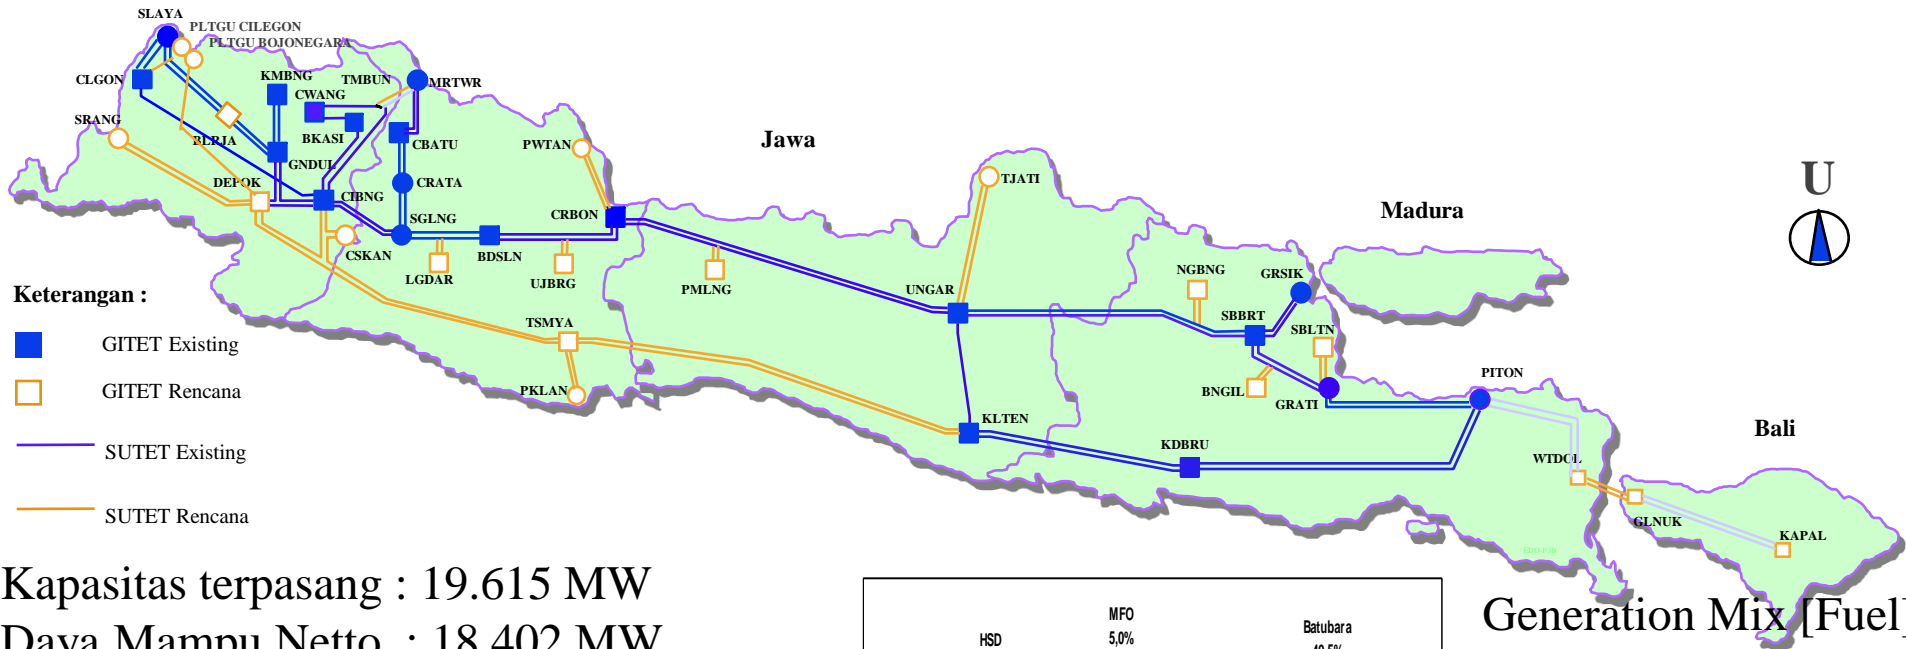 SLAYA
PLTGU CILEGON
PLTGU BOJONEGARA
CLGON
KMBNG
TMBUN
MRTWR
CWANG
SRANG
BLRJA
BKASI
CBATU
GNDUL
PWTAN
Jawa
DEPOK
CIBNG
CRATA
TJATI
U
SGLNG
CRBON
Madura
CSKAN
LGDAR
BDSLN
UJBRG
PMLNG
UNGAR
NGBNG
GRSIK
SBBRT
SBLTN
Keterangan :
GITET Existing
GITET Rencana
SUTET Existing
SUTET Rencana
TSMYA
PKLAN
BNGIL
GRATI
PITON
KLTEN
KDBRU
Bali
WTDOL
GLNUK
KAPAL
EDO-P3B
Kapasitas terpasang : 19.615 MW
Daya Mampu Netto : 18.402 MW
MFO
5,0%
HSD
Batubara
Generation Mix [Fuel]